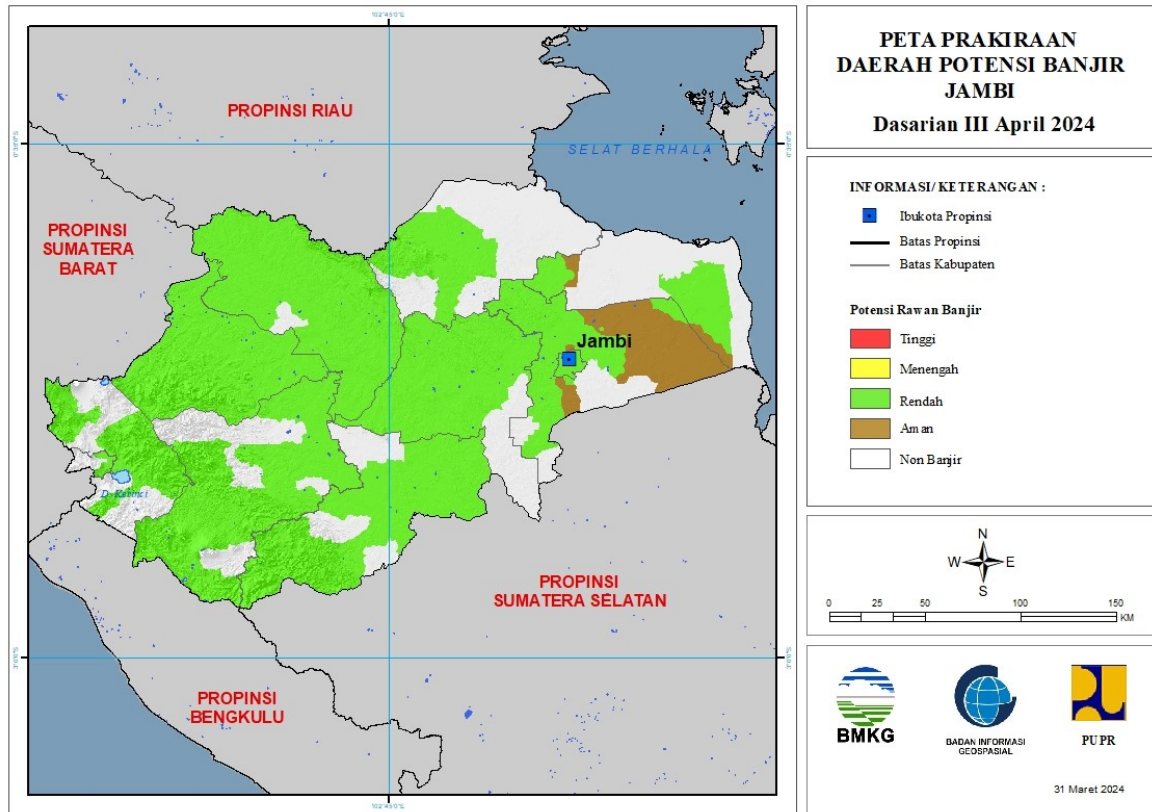 PETA PRAKIRAAN
DAERAH POTENSI BANJIR
JAMBI
Dasarian III April 2024
PROPINSI RIAU
SELAT BERHALA
PROPINSI
SUMATERA
BARAT
Jambi
D. Kerinci
PROPINSI
SUMATERA SELATAN
PROPINSI
BENGKULU
INFORMASI/ KETERANGAN :
Ibukota Propinsi
Batas Propinsi
Batas Kabupaten
Potensi Rawan Banjir
Tinggi
Menengah
Rendah
Aman
Non Banjir
N
W E
S
0 25 50 100 150
KM
BMKG
BADAN INFORMASI
GEOSPASIAL
PUPR
31 Maret 2024